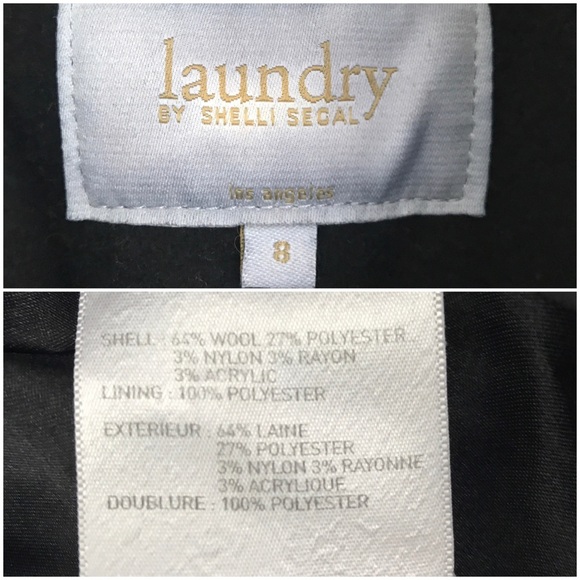 laundry
BY SHELLI SEGAL
los angeles
8
SHELL : 64% WOOL 27% POLYESTER
3% NYLON 3% RAYON
3% ACRYLIC
LINING : 100% POLYESTER
EXTERIEUR : 64% LAINE
27% POLYESTER
3% NYLON 3% RAYONNE
3% ACRYLIQUE
DOUBLURE : 100% POLYESTER